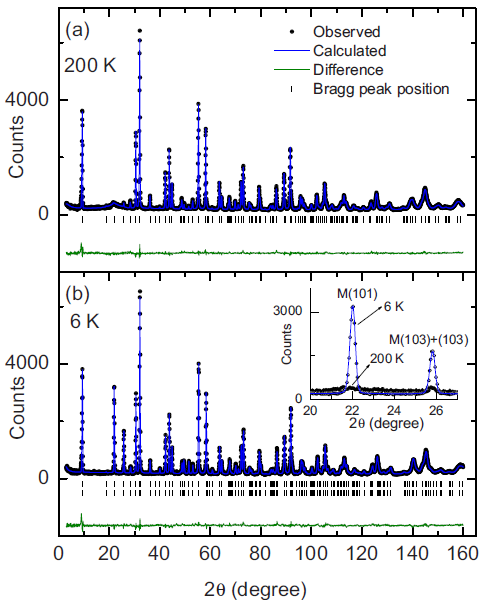 (a)
200 K
Observed
Calculated
Difference
Bragg peak position
Counts
4000
0
(b)
6 K
Counts
4000
0
M(101)
6 K
M(103)+(103)
200 K
Counts
3000
0
20 22 24 26
2θ (degree)
0 20 40 60 80 100 120 140 160
2θ (degree)